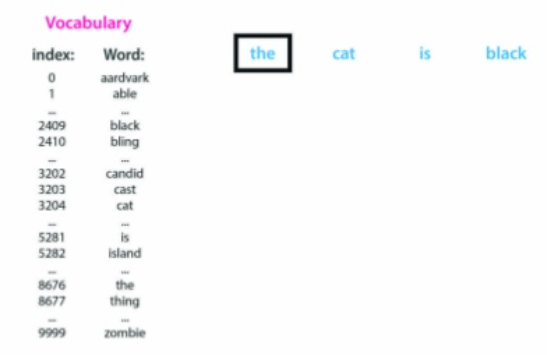 Vocabulary
index: Word:
0 aardvark
1 able
... ...
2409 black
2410 bling
... ...
3202 candid
3203 cast
3204 cat
... ...
5281 is
5282 island
... ...
8676 the
8677 thing
... ...
9999 zombie
the cat is black